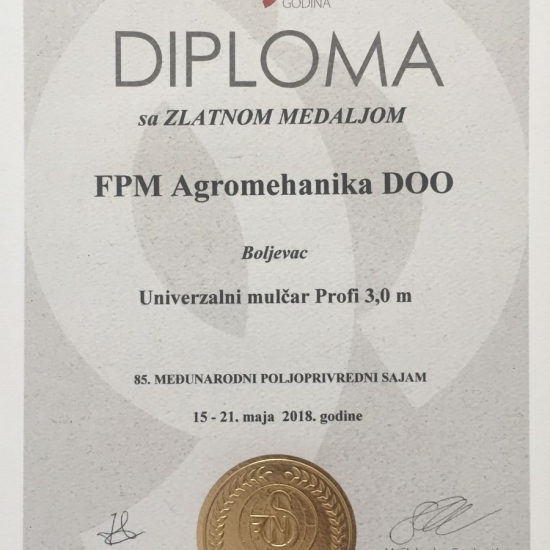 GODINA
DIPLOMA
sa ZLATNOM MEDALJOM
FPM Agromehanika DOO
Boljevac
Univerzalni mulčar Profi 3,0 m
85. MEĐUNARODNI POLJOPRIVREDNI SAJAM
15 - 21. maja 2018. godine